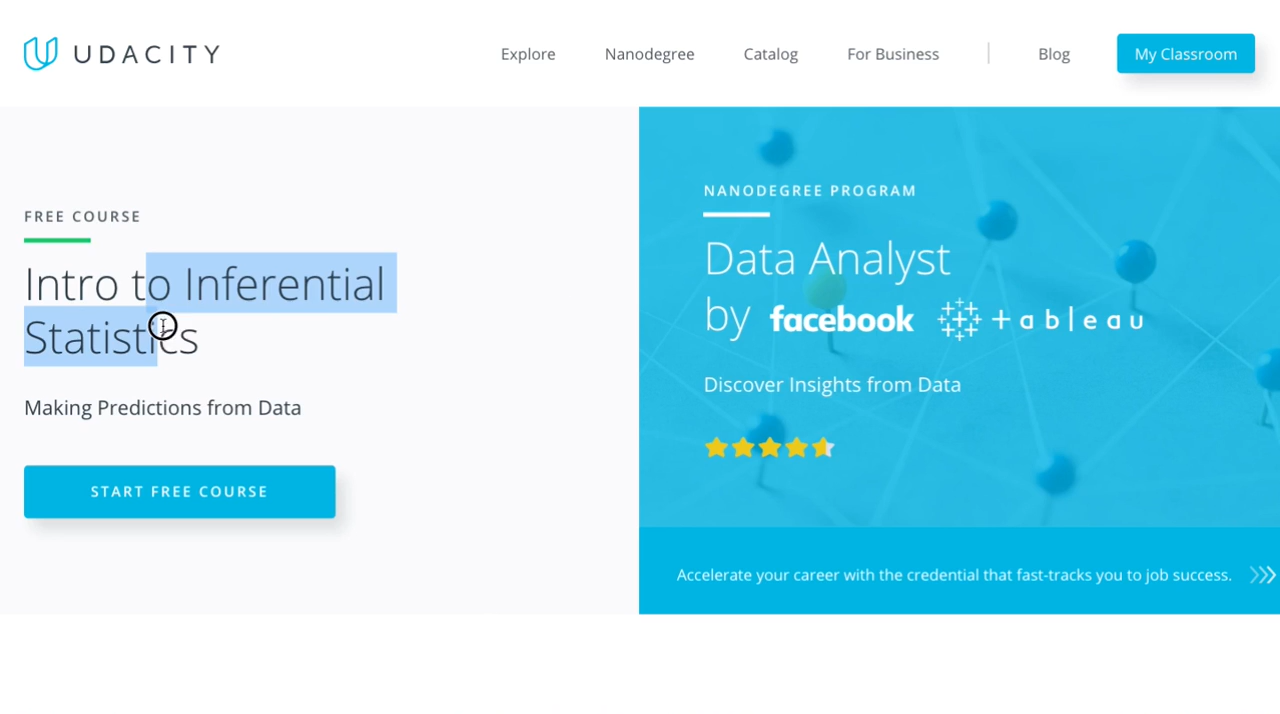 UDACITY
Explore
Nanodegree
Catalog
For Business
Blog
My Classroom
FREE COURSE
Intro to Inferential
Statistics
Making Predictions from Data
START FREE COURSE
NANODEGREE PROGRAM
Data Analyst
by facebook +ableau
Discover Insights from Data
Accelerate your career with the credential that fast-tracks you to job success.